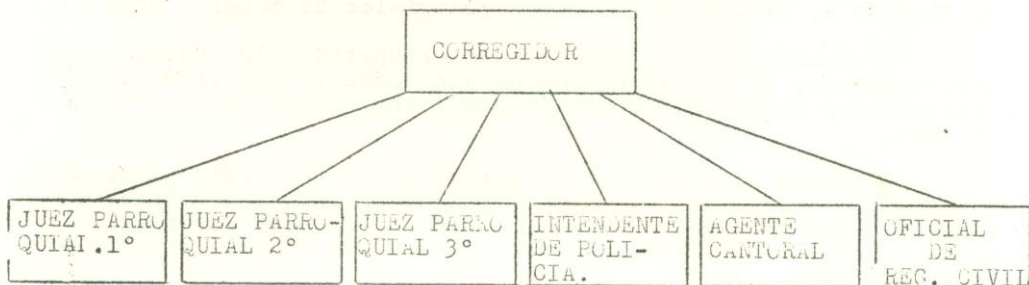 CORREGIDOR
JUEZ PARRO
QUIAL.1°
JUEZ PARRO-
QUIAL 2°
JUEZ PARRO
QUIAL 3°
INTENDENTE
DE POLI-
CIA.
AGENTE
CANTORAL
OFICIAL
DE
REG. CIVIL